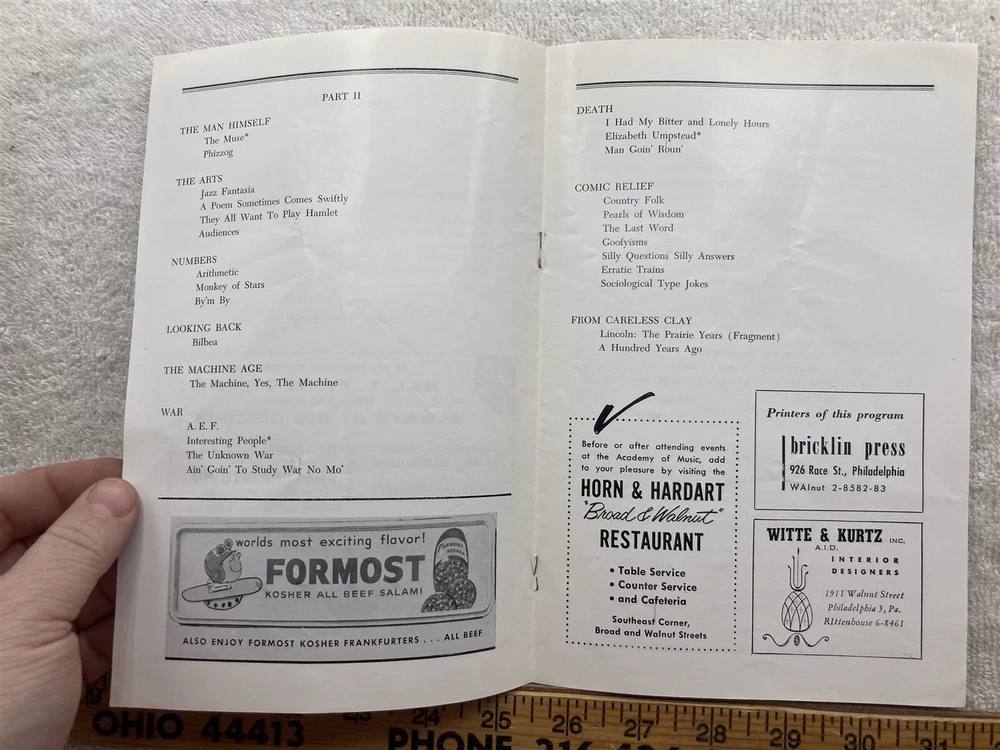 PART II
THE MAN HIMSELF
The Muse*
Phizzog
THE ARTS
Jazz Fantasia
A Poem Sometimes Comes Swiftly
They All Want To Play Hamlet
Audiences
NUMBERS
Arithmetic
Monkey of Stars
By'm By
LOOKING BACK
Bilbea
THE MACHINE AGE
The Machine, Yes, The Machine
WAR
A. E. F.
Interesting People*
The Unknown War
Ain' Goin' To Study War No Mo'
worlds most exciting flavor!
FORMOST
KOSHER ALL BEEF SALAMI
ALSO ENJOY FORMOST KOSHER FRANKFURTERS . . . ALL BEEF
DEATH
I Had My Bitter and Lonely Hours
Elizabeth Umpstead*
Man Goin' Roun'
COMIC RELIEF
Country Folk
Pearls of Wisdom
The Last Word
Goofyisms
Silly Questions Silly Answers
Erratic Trains
Sociological Type Jokes
FROM CARELESS CLAY
Lincoln: The Prairie Years (Fragment)
A Hundred Years Ago
Before or after attending events
at the Academy of Music, add
to your pleasure by visiting the
HORN & HARDART
"Broad & Walnut"
RESTAURANT
• Table Service
• Counter Service
• and Cafeteria
Southeast Corner,
Broad and Walnut Streets
Printers of this program
bricklin press
926 Race St., Philadelphia
WAlnut 2-8582-83
WITTE & KURTZ INC.
A.I.D.
INTERIOR
DESIGNERS
1911 Walnut Street
Philadelphia 3, Pa.
RIttenhouse 6-8461
24 25 26 27 28 29 30
OHIO 44413
PHONE 216